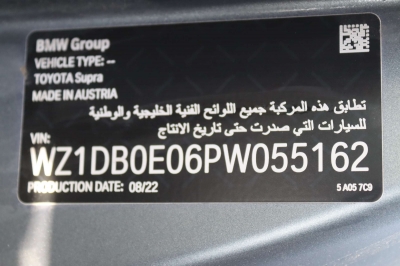 BMW Group
VEHICLE TYPE: --
TOYOTA Supra
MADE IN AUSTRIA
تطابق هذه المركبة جميع اللوائح الفنية الخليجية والوطنية
للسيارات التي صدرت حتى تاريخ الانتاج
VIN:
WZ1DB0E06PW055162
PRODUCTION DATE: 08/22
5 A05 7C9